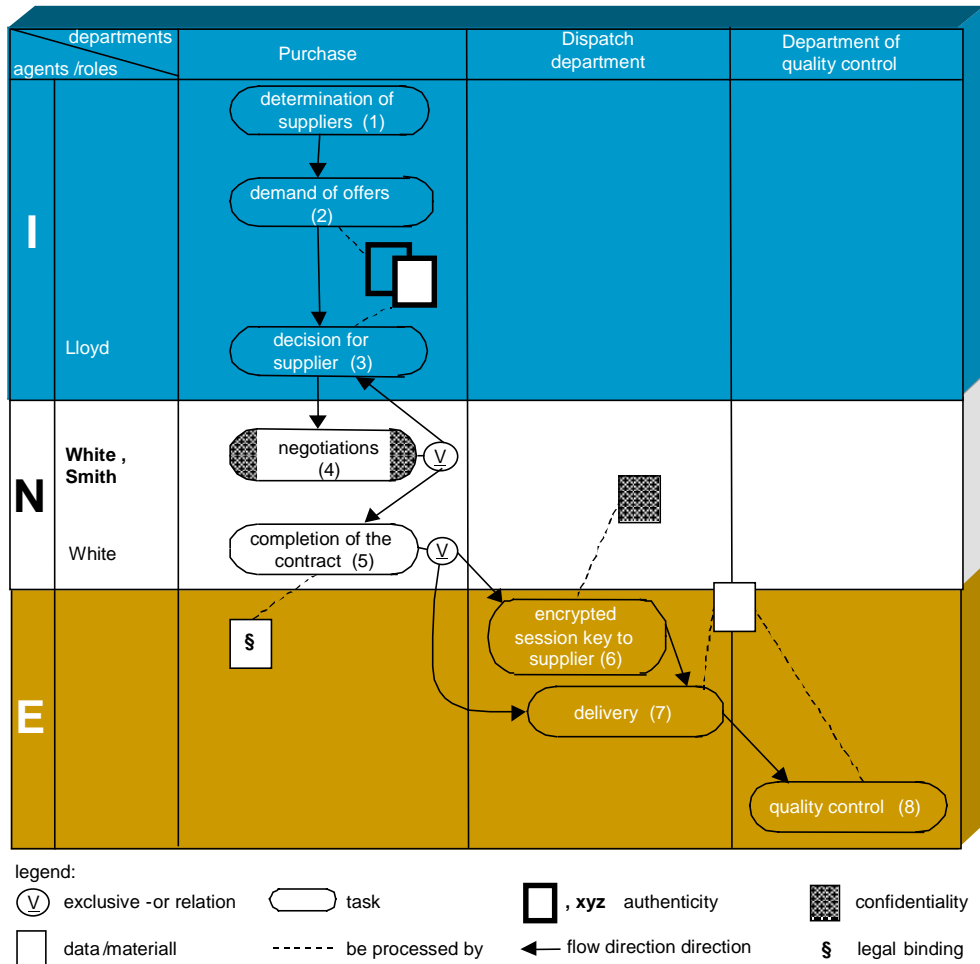 departments
agents /roles
Purchase
Dispatch
department
Department of
quality control
I
determination of
suppliers (1)
demand of offers
(2)
Lloyd
decision for
supplier (3)
N
White ,
Smith
negotiations
(4)
V
White
completion of the
contract (5)
V
E
§
encrypted
session key to
supplier (6)
delivery (7)
quality control (8)
legend:
V exclusive -or relation
task
, xyz authenticity
confidentiality
data/materiall
be processed by
flow direction direction
§ legal binding